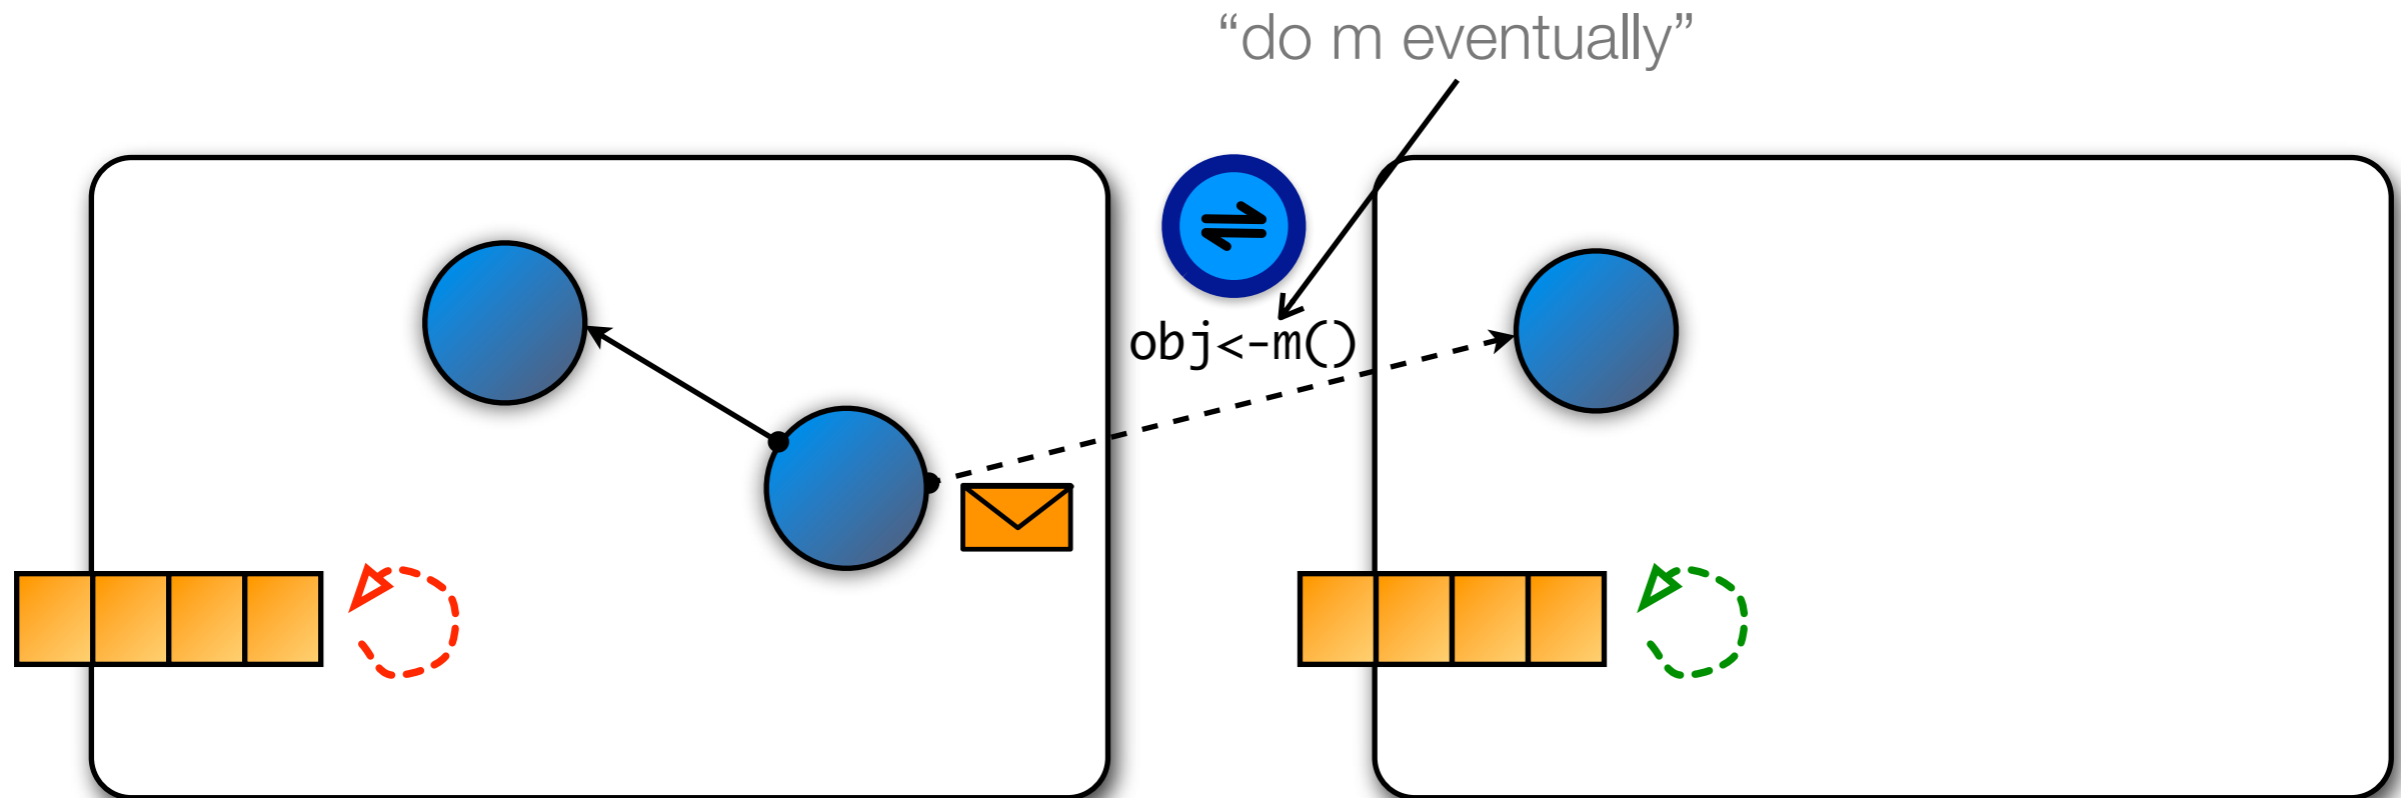 “do m eventually”
obj<-m()